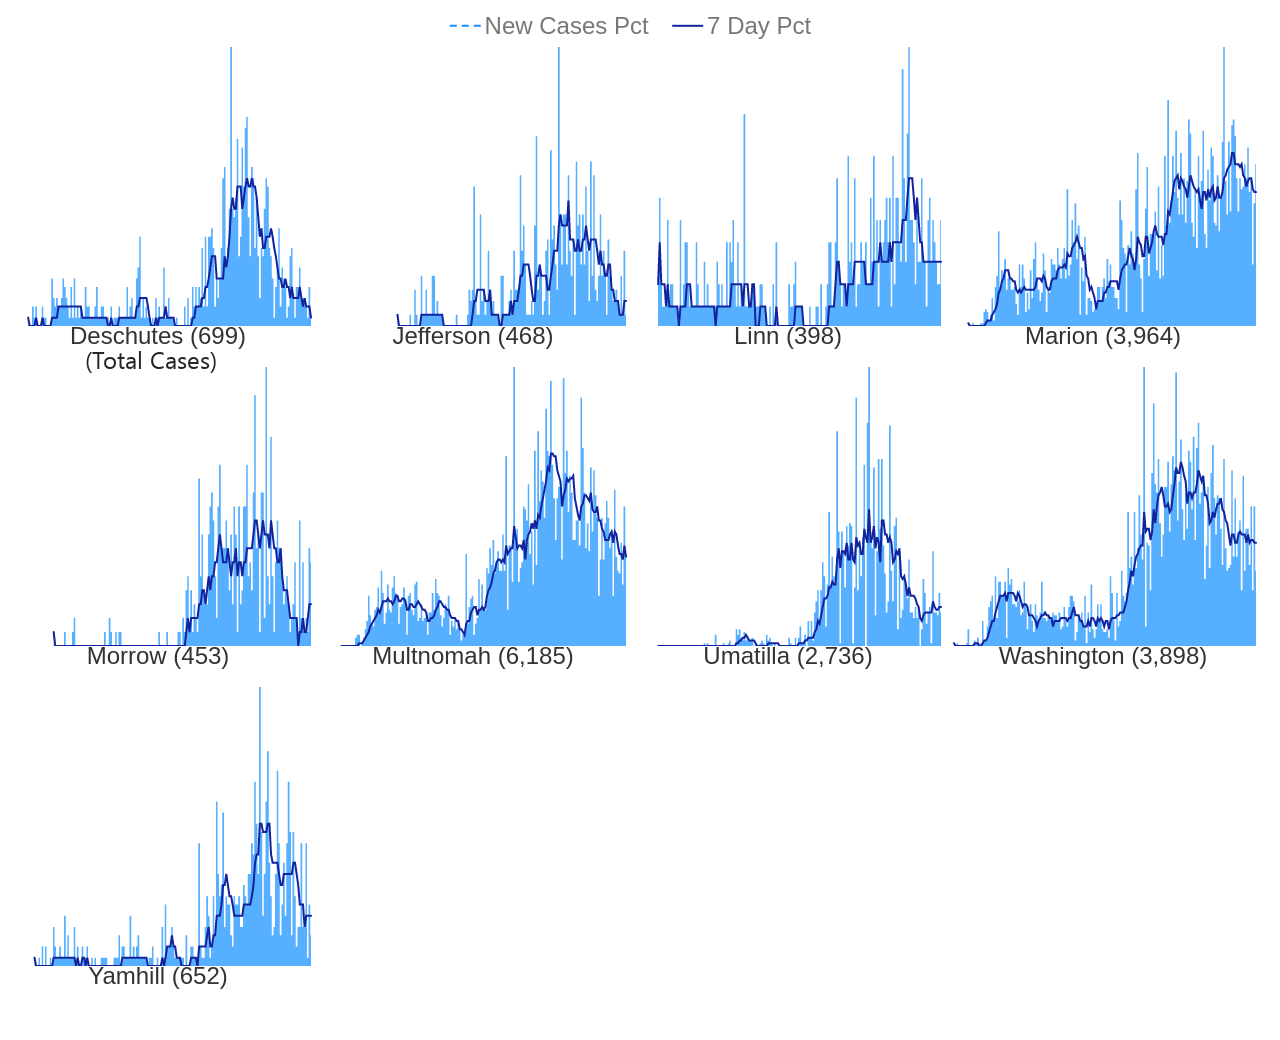 New Cases Pct 7 Day Pct
Deschutes (699)
(Total Cases)
Jefferson (468)
Linn (398)
Marion (3,964)
Morrow (453)
Multnomah (6,185)
Umatilla (2,736)
Washington (3,898)
Yamhill (652)